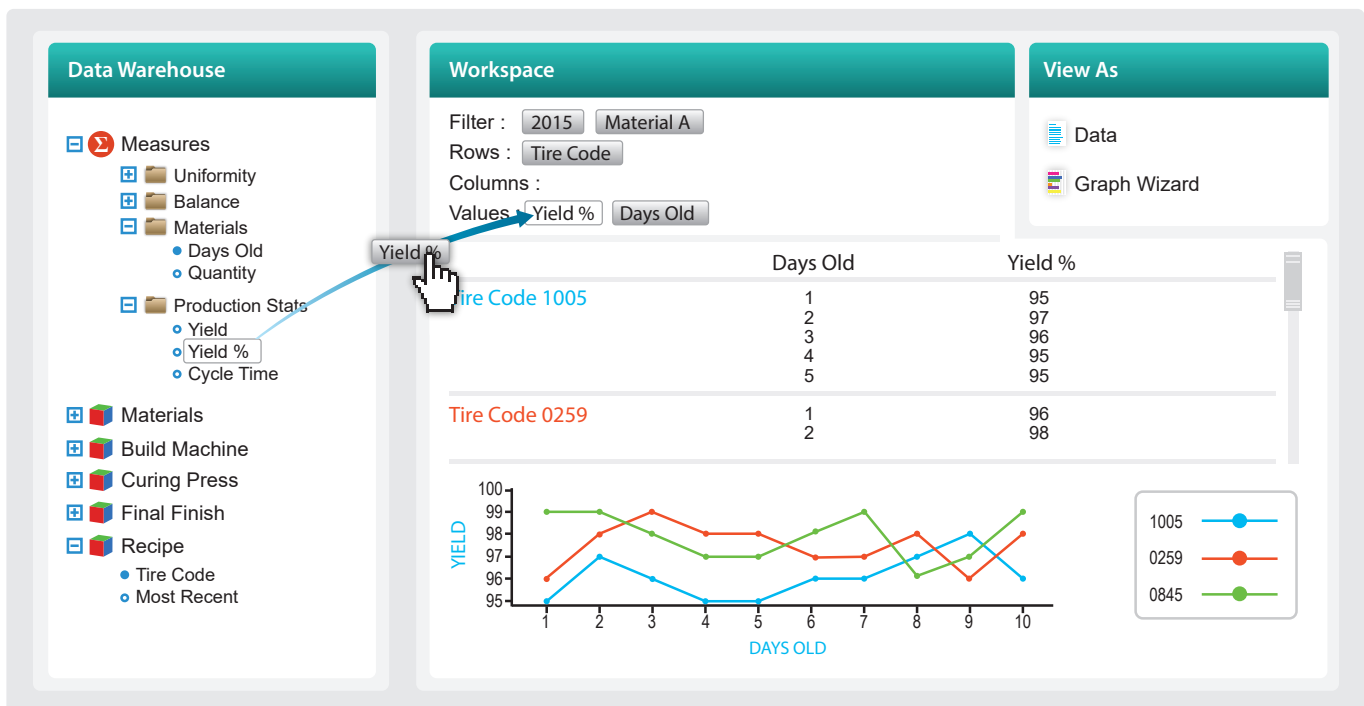 Data Warehouse
Measures
Uniformity
Balance
Materials
Days Old
Quantity
Production Stats
Yield
Yield %
Cycle Time
Materials
Build Machine
Curing Press
Final Finish
Recipe
Tire Code
Most Recent
Yield %
Workspace
Filter : 2015 Material A
Rows : Tire Code
Columns :
Values : Yield % Days Old
View As
Data
Graph Wizard
Days Old Yield %
Tire Code 1005 1 95
2 97
3 96
4 95
5 95
Tire Code 0259 1 96
2 98
YIELD
100
99
98
97
96
95
1 2 3 4 5 6 7 8 9 10
DAYS OLD
1005
0259
0845